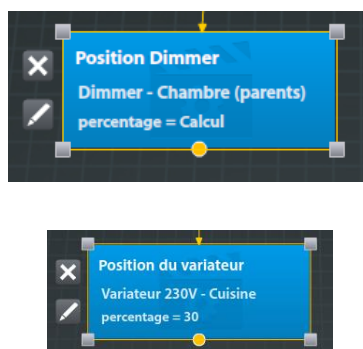 Position Dimmer
Dimmer - Chambre (parents)
percentage = Calcul
Position du variateur
Variateur 230V - Cuisine
percentage = 30